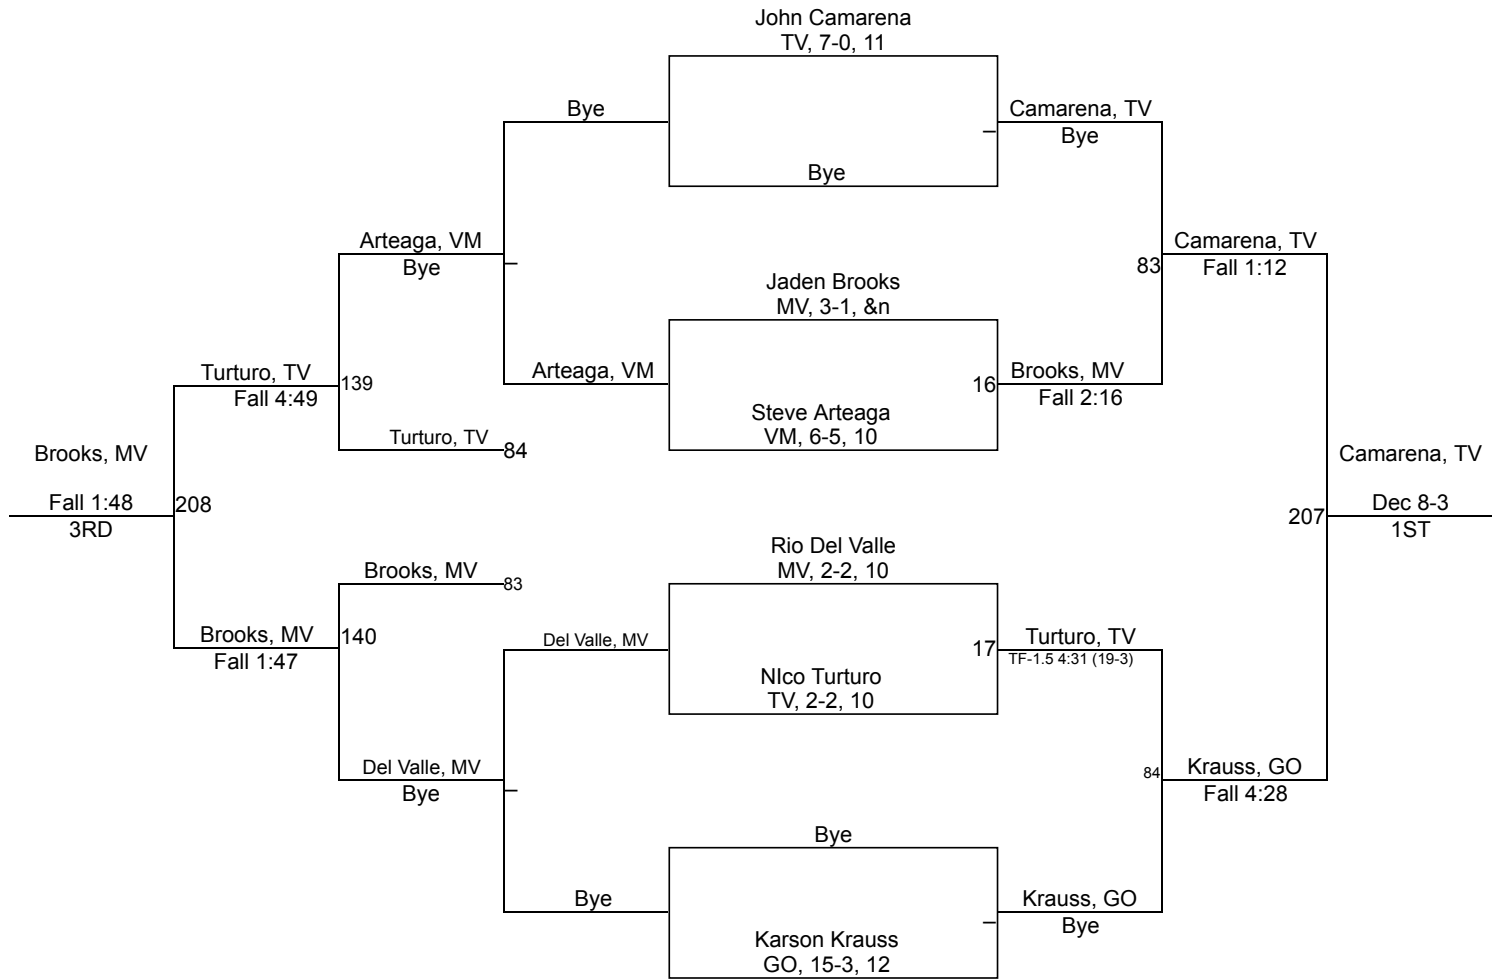 John Camarena
TV, 7-0, 11
Bye
Camarena, TV
Bye
Bye
Arteaga, VM
Bye
Camarena, TV
83
Fall 1:12
Jaden Brooks
MV, 3-1, &n
Turturo, TV
139
Fall 4:49
Arteaga, VM
16
Brooks, MV
Fall 2:16
Steve Arteaga
VM, 6-5, 10
Turturo, TV
84
Brooks, MV
Camarena, TV
Fall 1:48
208
3RD
207
Dec 8-3
1ST
Rio Del Valle
MV, 2-2, 10
Brooks, MV
83
Brooks, MV
140
Fall 1:47
Del Valle, MV
17
Turturo, TV
TF-1.5 4:31 (19-3)
NIco Turturo
TV, 2-2, 10
Del Valle, MV
Bye
84
Krauss, GO
Fall 4:28
Bye
Bye
Krauss, GO
Bye
Karson Krauss
GO, 15-3, 12